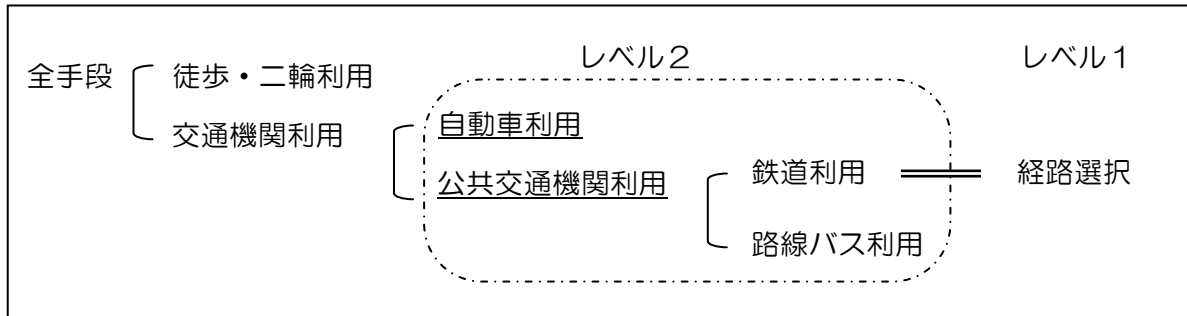 レベル2 レベル1
全手段 徒歩・二輪利用
交通機関利用 自動車利用
公共交通機関利用 鉄道利用 経路選択
路線バス利用